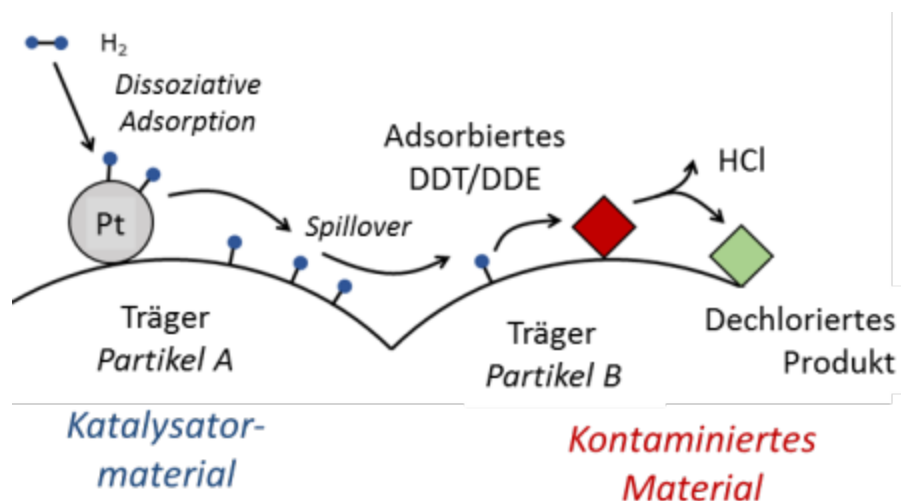 H₂
Dissoziative
Adsorption
Adsorbiertes
DDT/DDE
HCl
Pt
Spillover
Träger
Partikel A
Träger
Partikel B
Dechloriertes
Produkt
Katalysator-
material
Kontaminiertes
Material